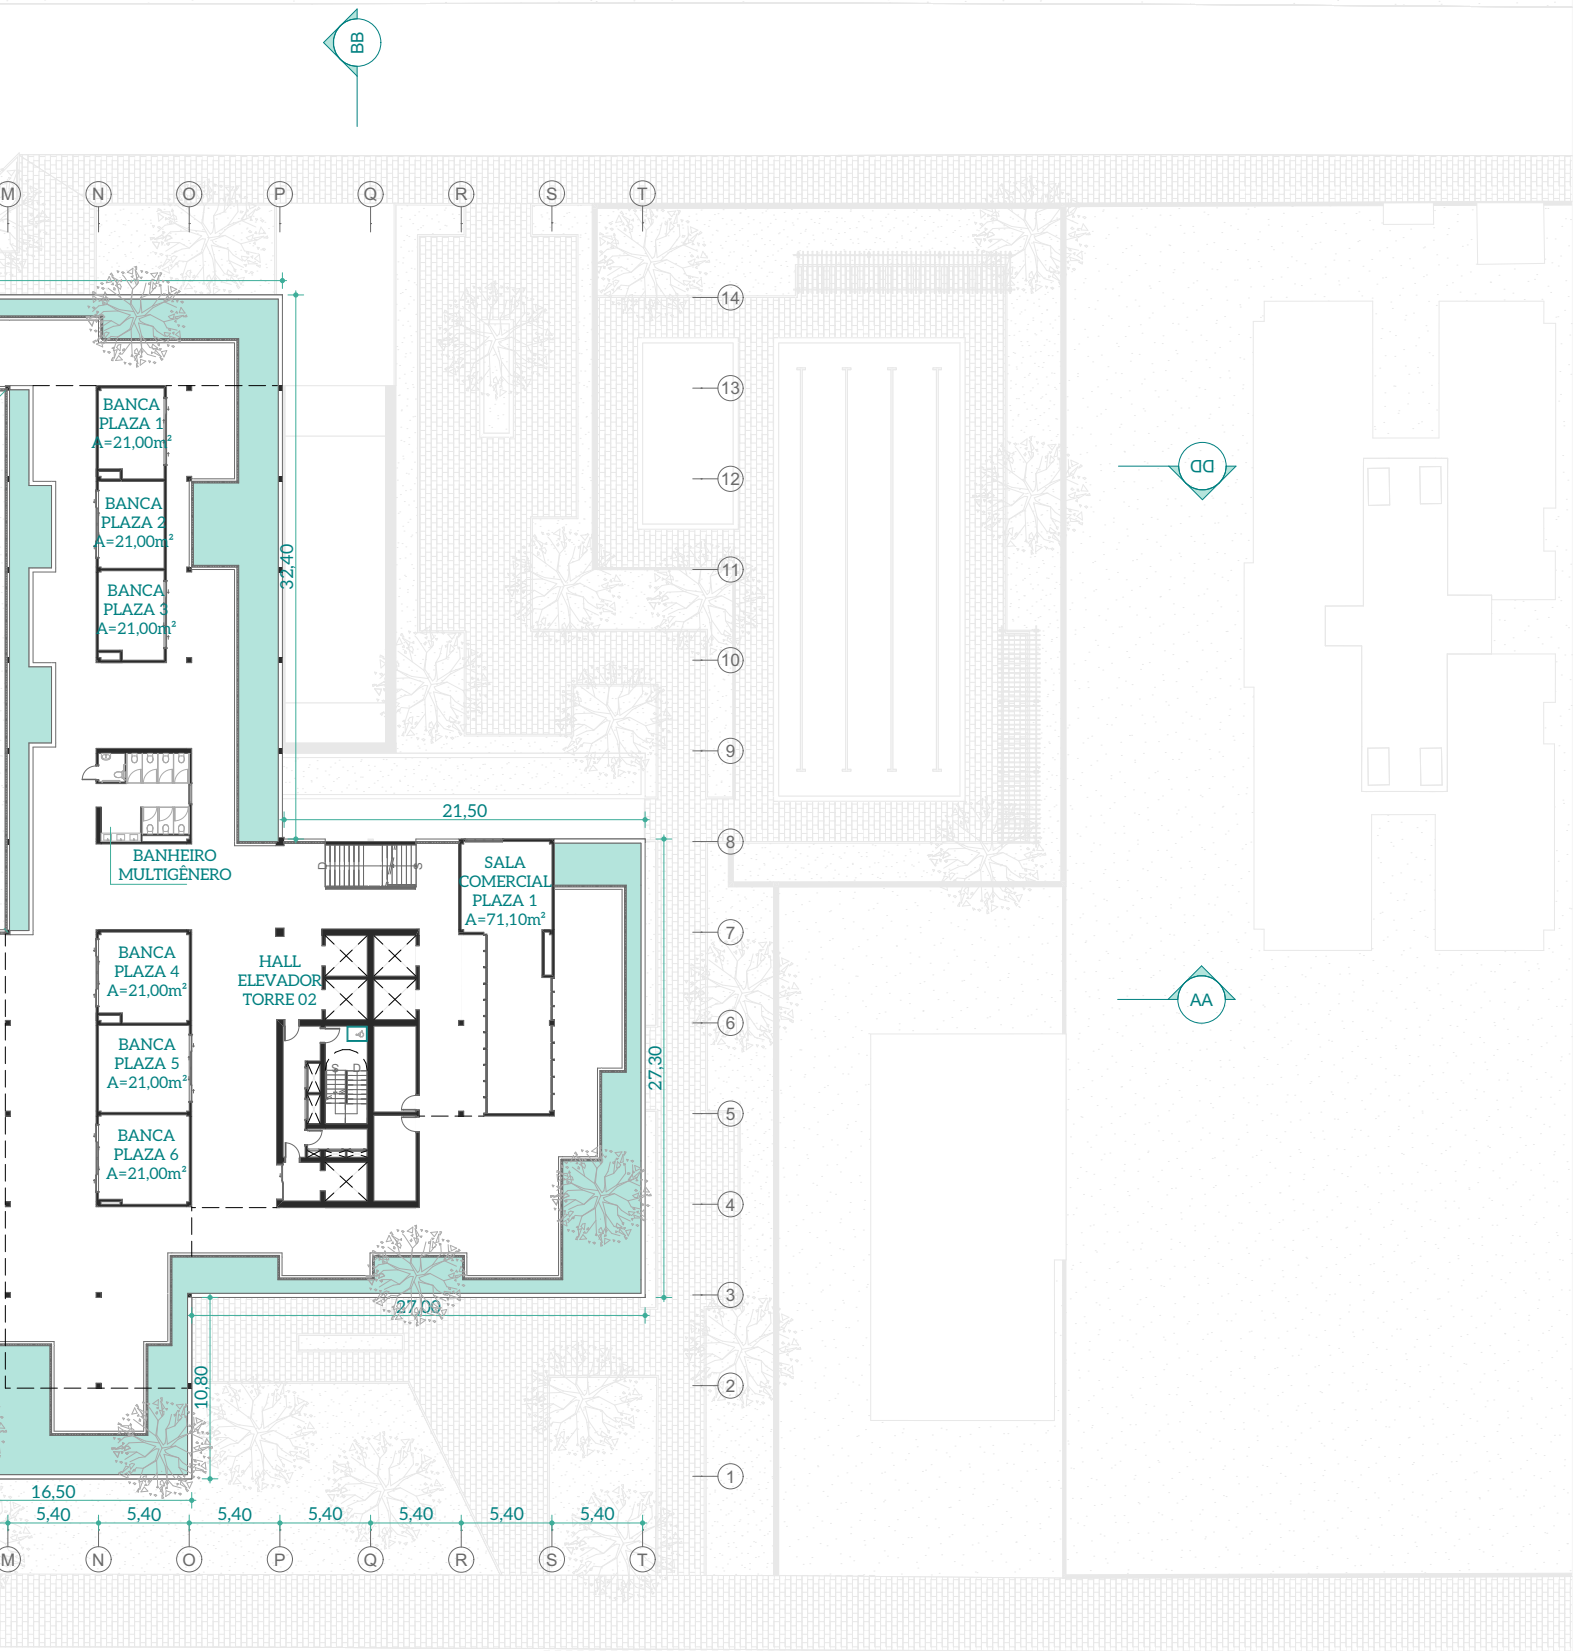 BB
M N O P Q R S T
14
13
BANCA
PLAZA 1
A=21,00m²
12
DD
BANCA
PLAZA 2
A=21,00m²
32,40
11
BANCA
PLAZA 3
A=21,00m²
10
9
21,50
8
BANHEIRO
MULTIGÊNERO
D
S
SALA
COMERCIAL
PLAZA 1
A=71,10m²
7
BANCA
PLAZA 4
A=21,00m²
HALL
ELEVADOR
TORRE 02
AA
6
BANCA
PLAZA 5
A=21,00m²
S D
27,30
5
BANCA
PLAZA 6
A=21,00m²
4
3
27,00
10,80
2
1
16,50
5,40 5,40 5,40 5,40 5,40 5,40 5,40
M N O P Q R S T